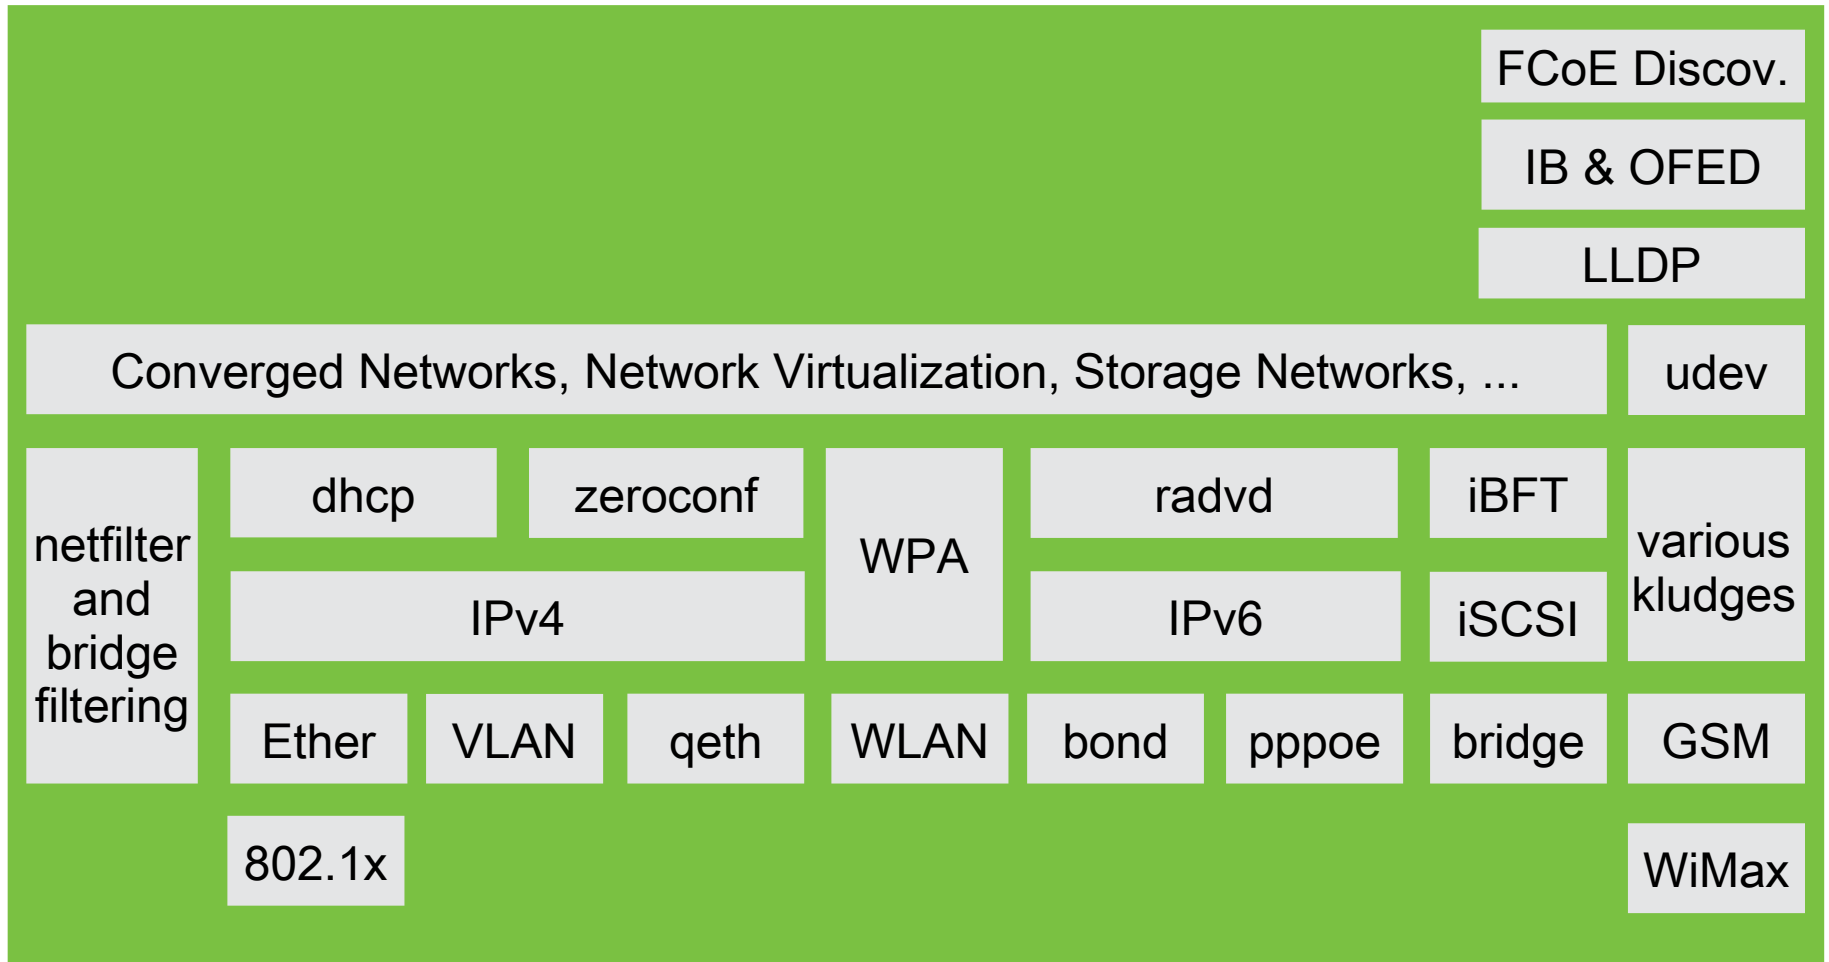 FCoE Discov.
IB & OFED
LLDP
Converged Networks, Network Virtualization, Storage Networks, ...
udev
netfilter
and
bridge
filtering
dhcp
zeroconf
WPA
radvd
iBFT
various
kludges
IPv4
IPv6
iSCSI
Ether
VLAN
qeth
WLAN
bond
pppoe
bridge
GSM
802.1x
WiMax